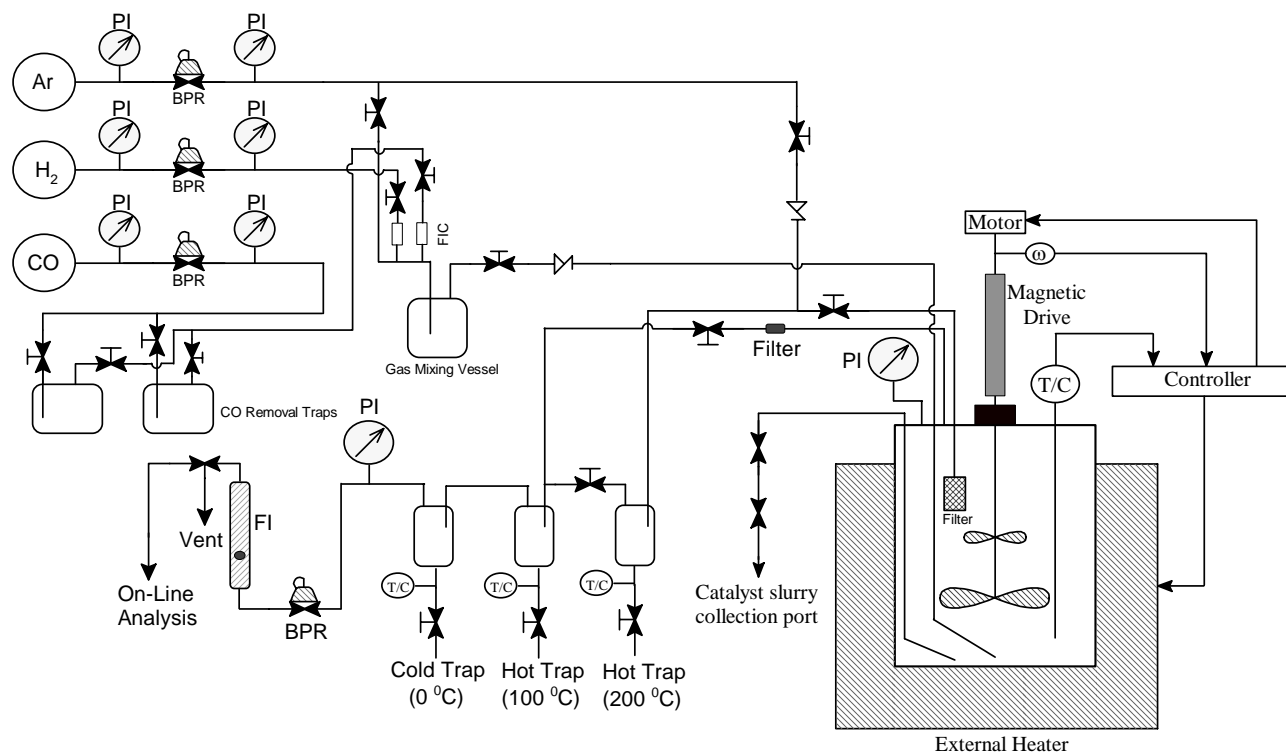 PI
PI
Ar
BPR
PI
PI
H2
BPR
PI
PI
CO
BPR
FIC
Gas Mixing Vessel
CO Removal Traps
Motor
ω
Magnetic
Drive
Filter
PI
T/C
Controller
PI
FI
Vent
On-Line
Analysis
BPR
T/C
T/C
T/C
Cold Trap
(0 ⁰C)
Hot Trap
(100 ⁰C)
Hot Trap
(200 ⁰C)
Catalyst slurry
collection port
Filter
External Heater